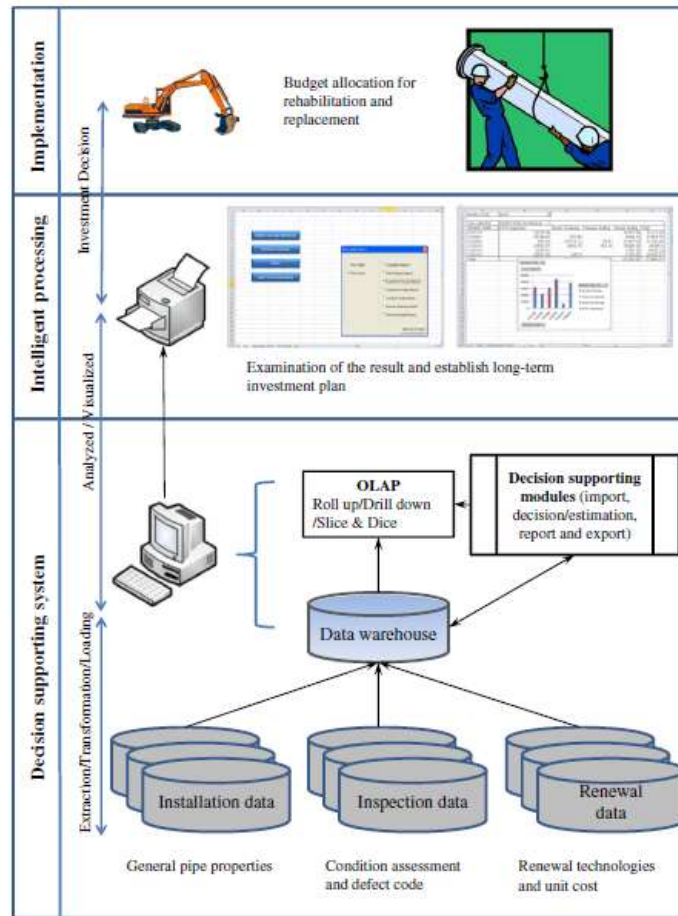 Implementation
Investment Decision
Budget allocation for
rehabilitation and
replacement
Intelligent processing
Analyzed / Visualized
Examination of the result and establish long-term
investment plan
Decision supporting system
Extraction/Transformation/Loading
OLAP
Roll up/Drill down
/Slice & Dice
Decision supporting
modules (import,
decision/estimation,
report and export)
Data warehouse
Installation data
Inspection data
Renewal
data
General pipe properties
Condition assessment
and defect code
Renewal technologies
and unit cost